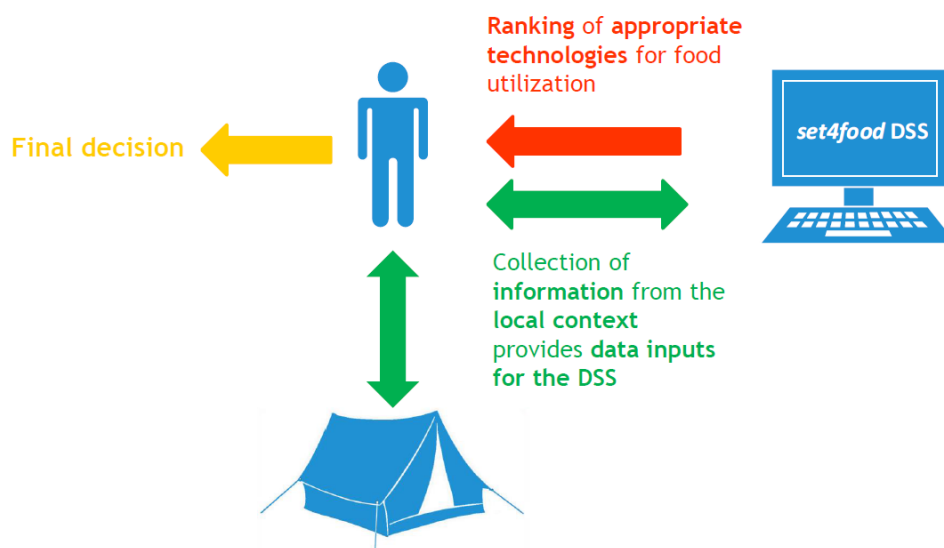 Ranking of appropriate
technologies for food
utilization
set4food DSS
Final decision
Collection of
information from the
local context
provides data inputs
for the DSS